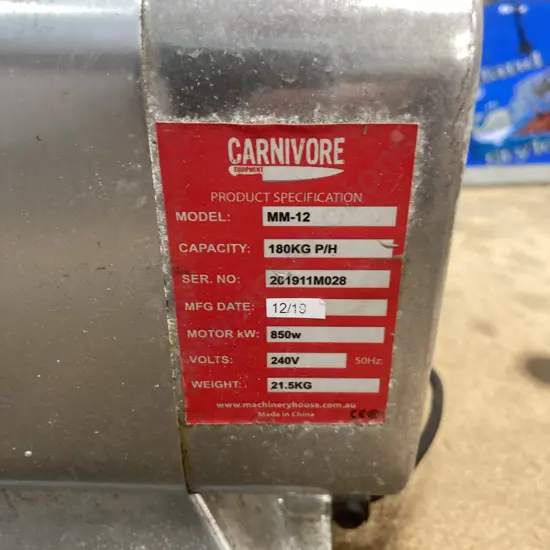 CARNIVORE
EQUIPMENT
PRODUCT SPECIFICATION
MODEL: MM-12
CAPACITY: 180KG P/H
SER. NO: 201911M028
MFG DATE: 12/19
MOTOR kW: 850w
VOLTS: 240V 50Hz
WEIGHT: 21.5KG
www.machineryhouse.com.au
Made in China
CE